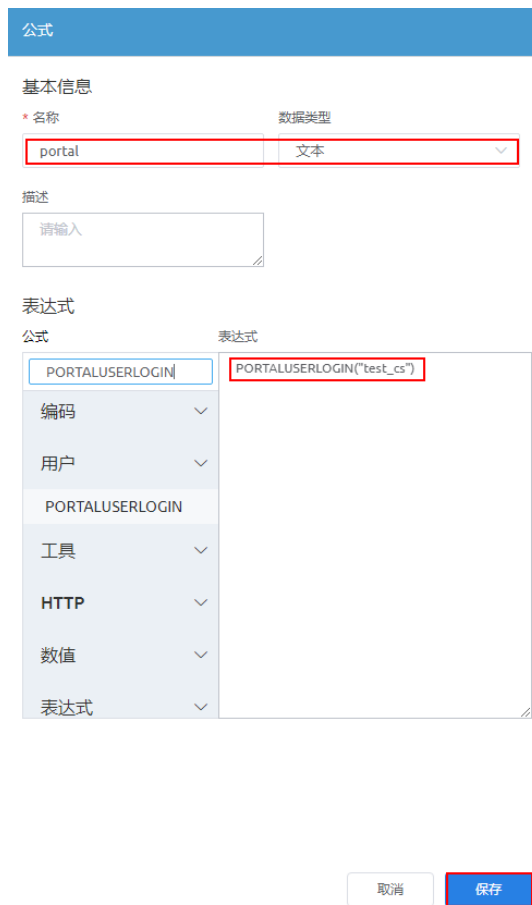 公式
基本信息
* 名称 数据类型
portal 文本
描述
请输入
表达式
公式 表达式
PORTALUSERLOGIN PORTALUSERLOGIN("test_cs")
编码
用户
PORTALUSERLOGIN
工具
HTTP
数值
表达式
取消 保存